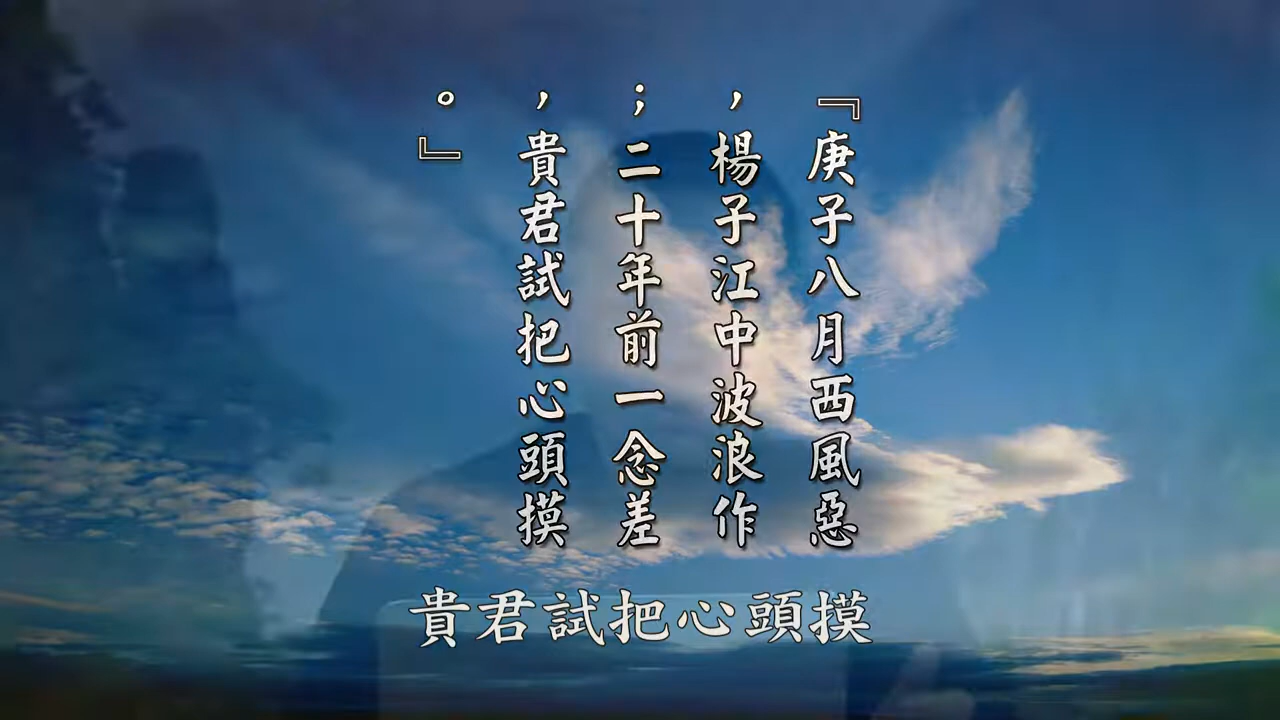 『庚子八月西風惡
，楊子江中波浪作
；二十年前一念差
，貴君試把心頭摸
。』
貴君試把心頭摸